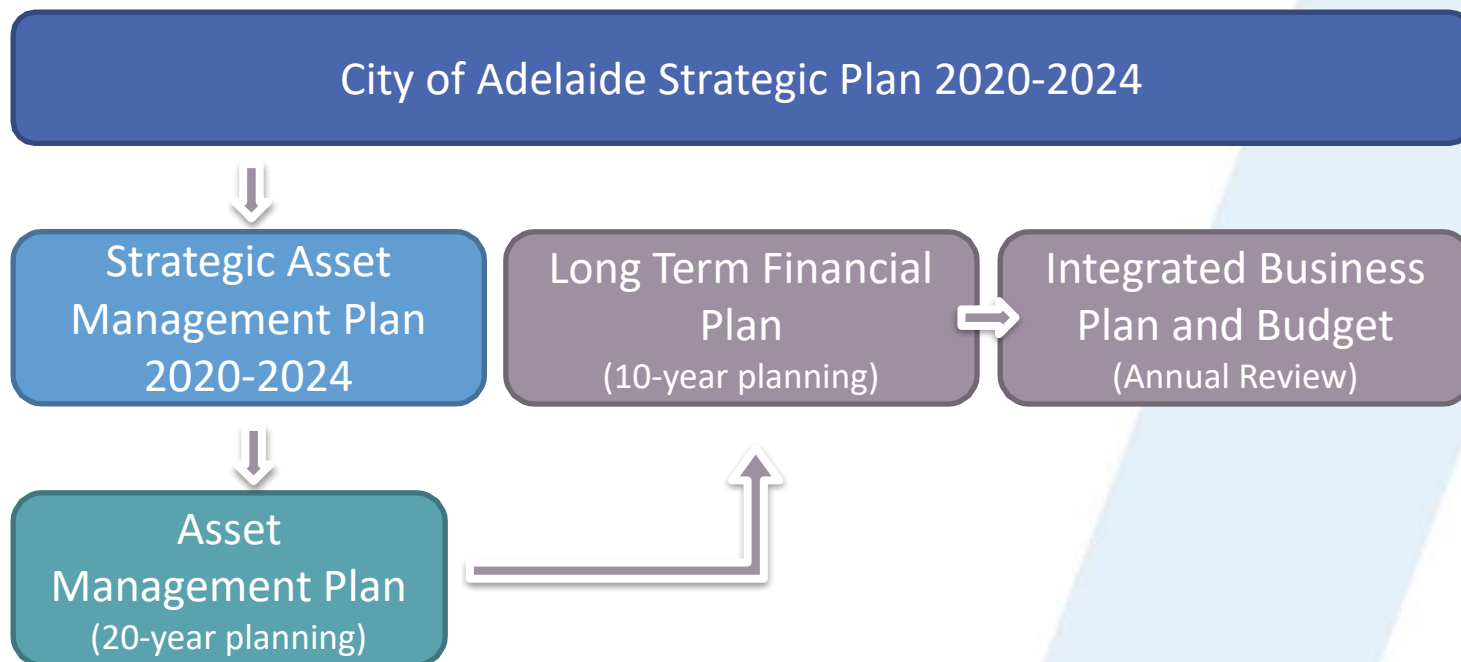 City of Adelaide Strategic Plan 2020-2024
Strategic Asset
Management Plan
2020-2024
Long Term Financial
Plan
(10-year planning)
Integrated Business
Plan and Budget
(Annual Review)
Asset
Management Plan
(20-year planning)